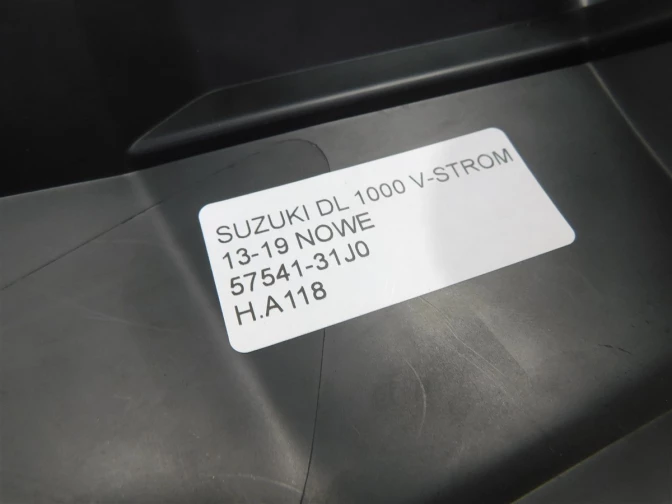 SUZUKI DL 1000 V-STROM
13-19 NOWE
57541-31J0
H.A118